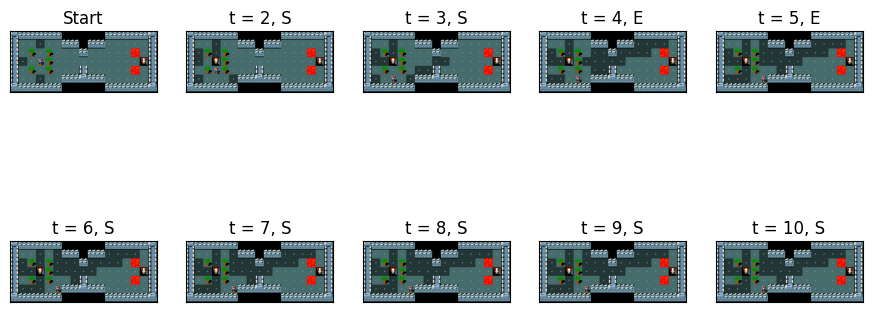 Start
t = 2, S
t = 3, S
t = 4, E
t = 5, E
t = 6, S
t = 7, S
t = 8, S
t = 9, S
t = 10, S